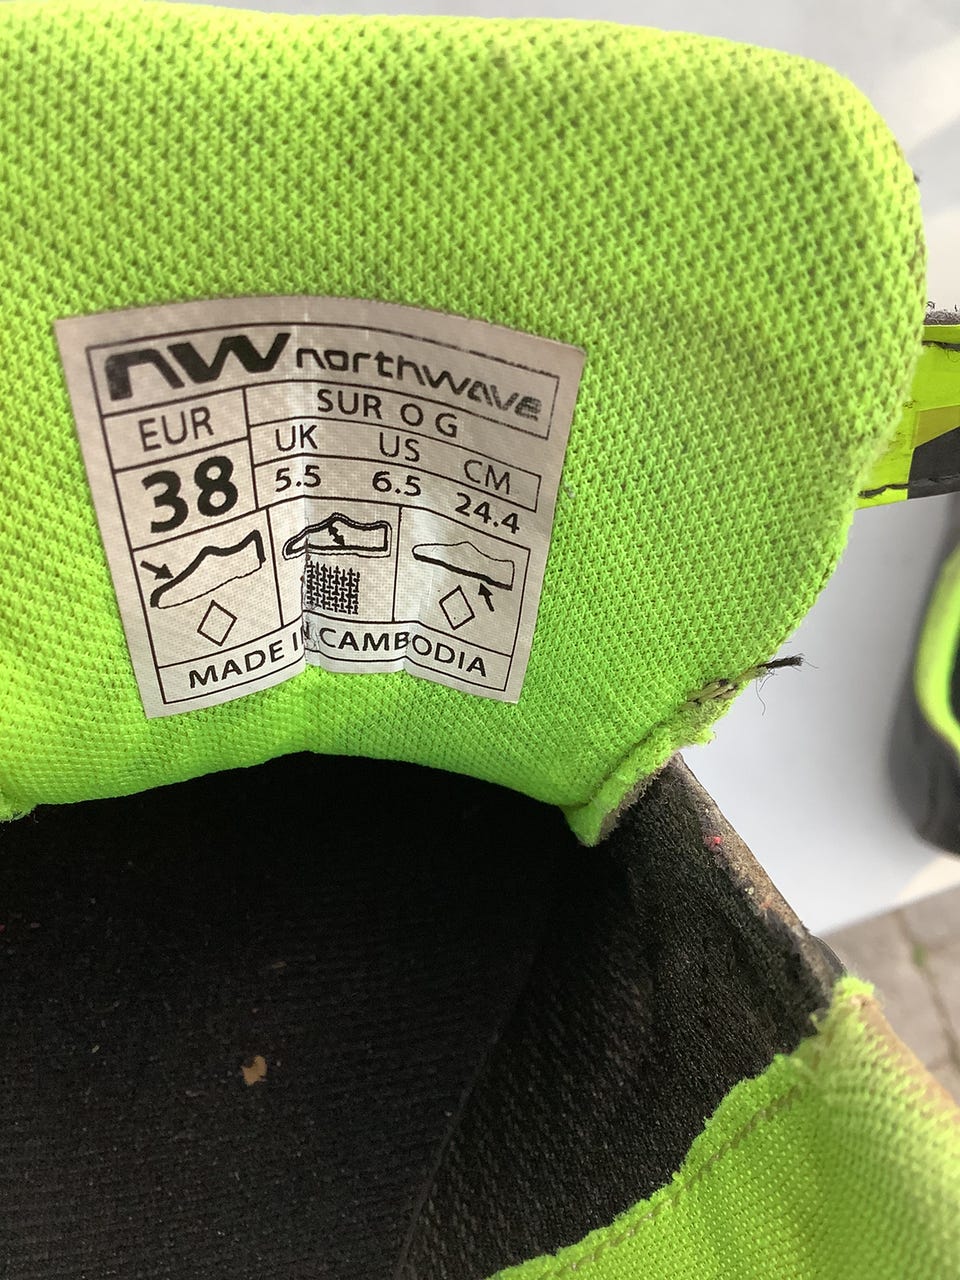 NW northwave
EUR
SUR O G
UK US CM
38
5.5 6.5 24.4
MADE IN CAMBODIA